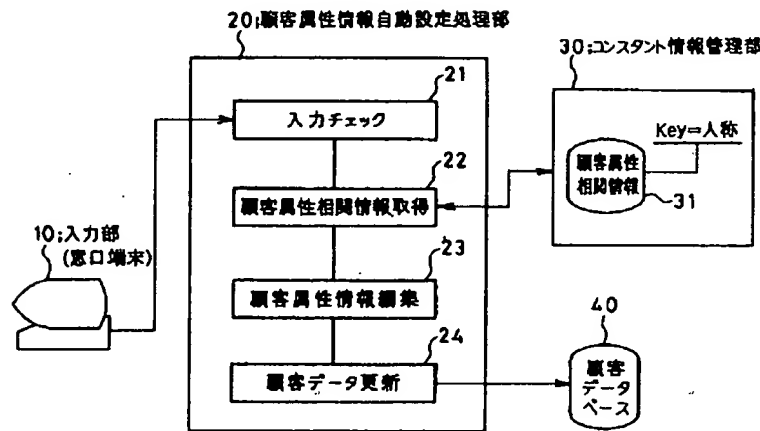 20;顧客属性情報自動設定処理部
30;コンスタント情報管理部
21
入力チェック
Key=人称
22
顧客属性相関情報取得
顧客属性
相関情報
31
10;入力部
(窓口端末)
23
顧客属性情報編集
24
顧客データ更新
40
顧客
データ
ベース